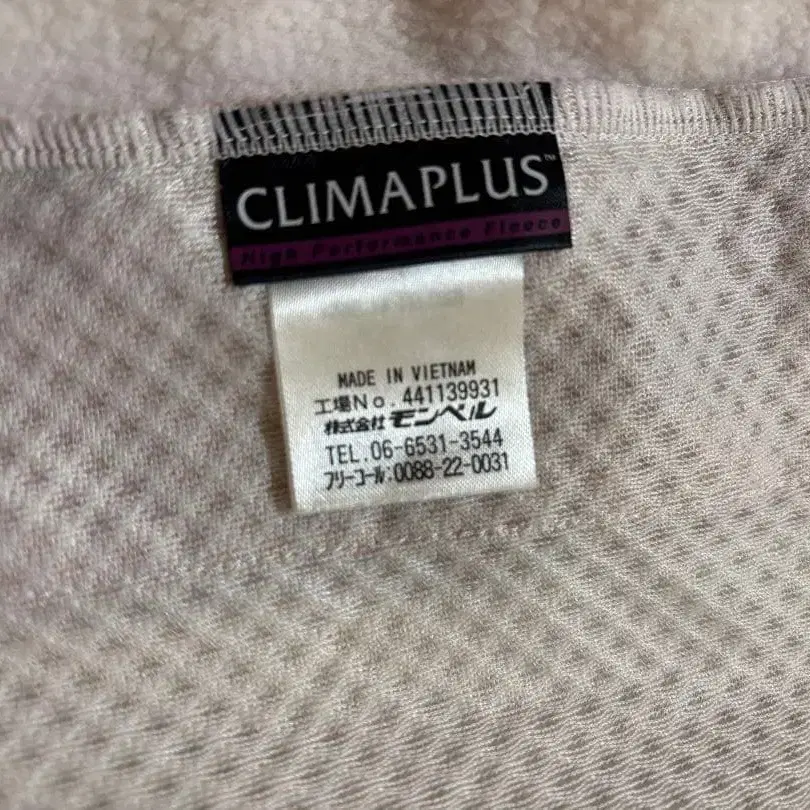 CLIMAPLUS™
High Performance Fleece
MADE IN VIETNAM
工場No.441139931
株式会社モンベル
TEL.06-6531-3544
フリーコール:0088-22-0031